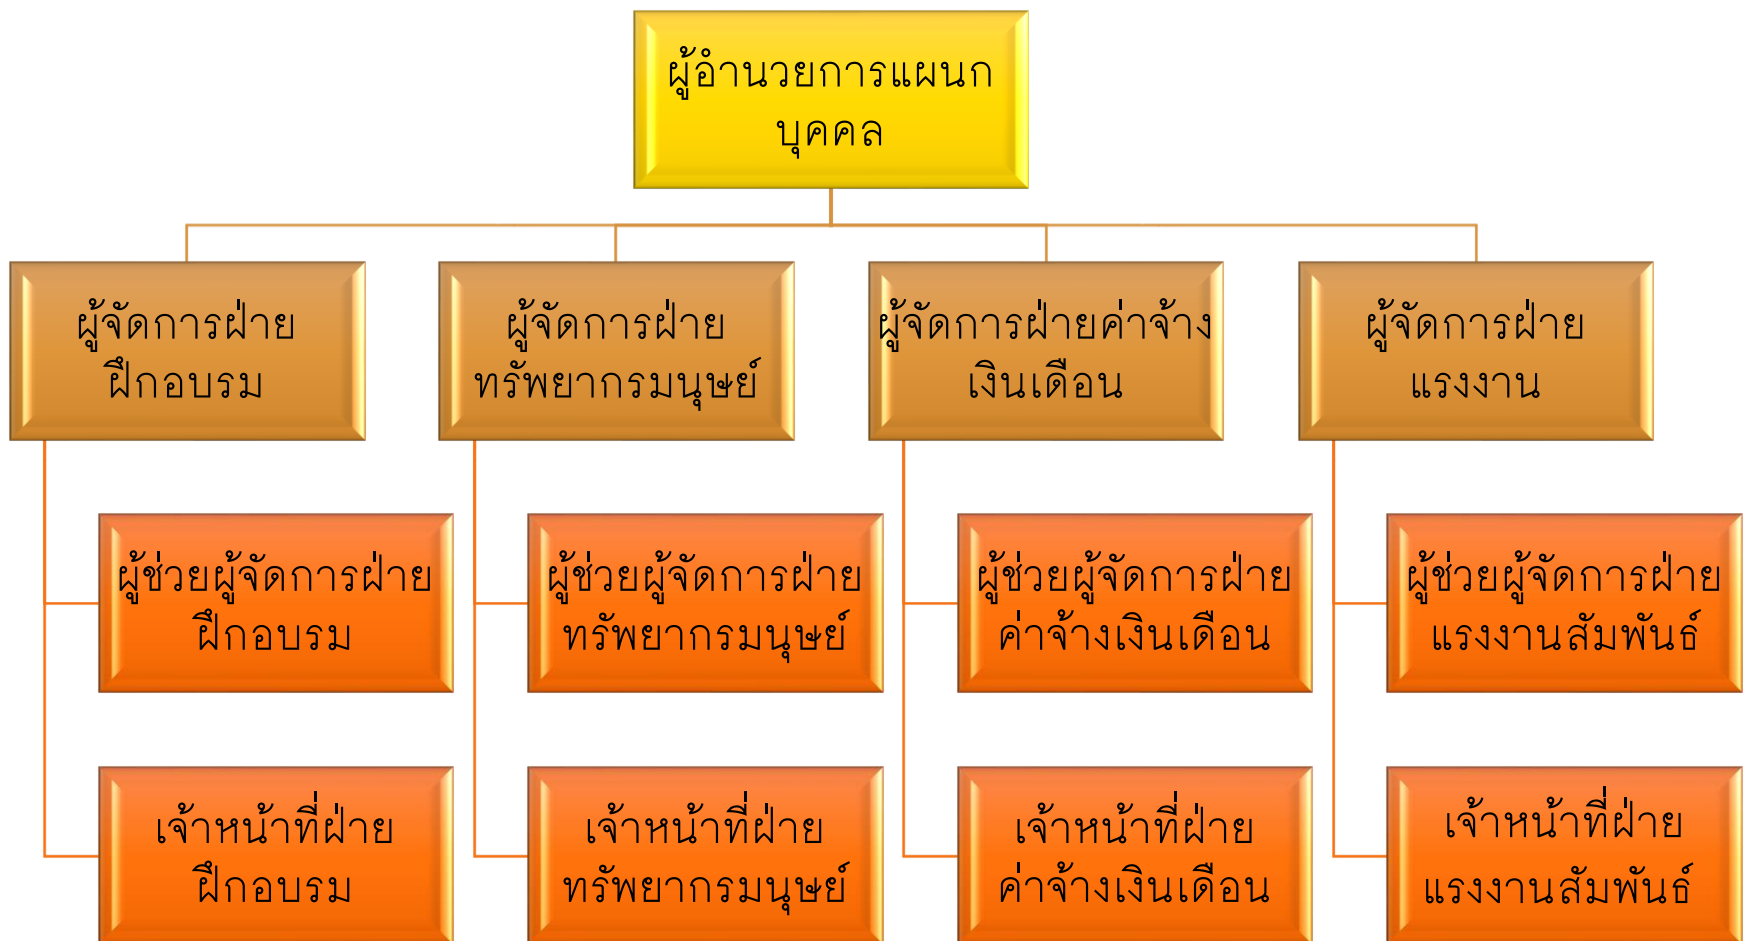 ผู้อำนวยการแผนก
บุคคล
ผู้จัดการฝ่าย
ฝึกอบรม
ผู้จัดการฝ่าย
ทรัพยากรมนุษย์
ผู้จัดการฝ่ายค่าจ้าง
เงินเดือน
ผู้จัดการฝ่าย
แรงงาน
ผู้ช่วยผู้จัดการฝ่าย
ฝึกอบรม
ผู้ช่วยผู้จัดการฝ่าย
ทรัพยากรมนุษย์
ผู้ช่วยผู้จัดการฝ่าย
ค่าจ้างเงินเดือน
ผู้ช่วยผู้จัดการฝ่าย
แรงงานสัมพันธ์
เจ้าหน้าที่ฝ่าย
ฝึกอบรม
เจ้าหน้าที่ฝ่าย
ทรัพยากรมนุษย์
เจ้าหน้าที่ฝ่าย
ค่าจ้างเงินเดือน
เจ้าหน้าที่ฝ่าย
แรงงานสัมพันธ์